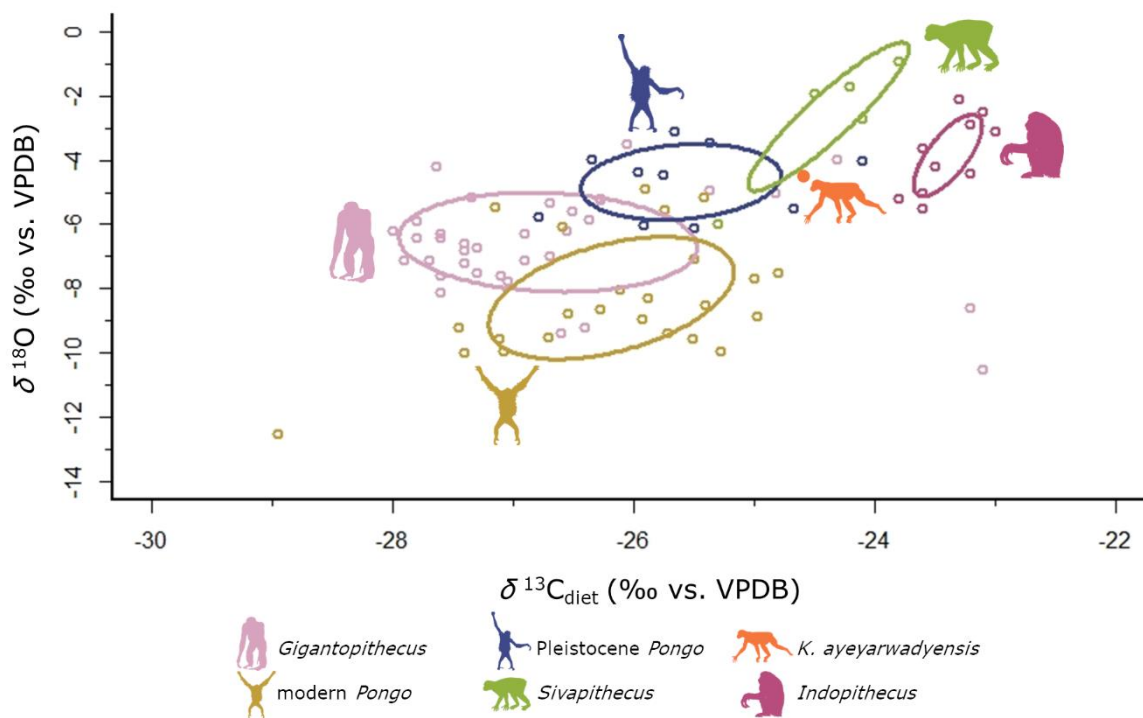 0
-2
-4
-6
-8
-10
-12
-14
δ18O (‰ vs. VPDB)
-30 -28 -26 -24 -22
δ 13Cdiet (‰ vs. VPDB)
Gigantopithecus Pleistocene Pongo K. ayeyarwadyensis
modern Pongo Sivapithecus Indopithecus